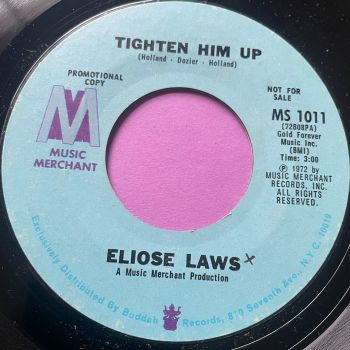 TIGHTEN HIM UP
(Holland - Dozier - Holland)
PROMOTIONAL
COPY
NOT FOR
SALE
M
MUSIC
MERCHANT
MS 1011
(72B08PA)
Gold Forever
Music Inc.
(BMI)
Time: 3:00
℗ 1972 by
MUSIC MERCHANT
RECORDS, INC.
ALL RIGHTS
RESERVED.
ELIOSE LAWS x
A Music Merchant Production
Exclusively Distributed by Buddah Records, 810 Seventh Ave., N.Y.C. 10019